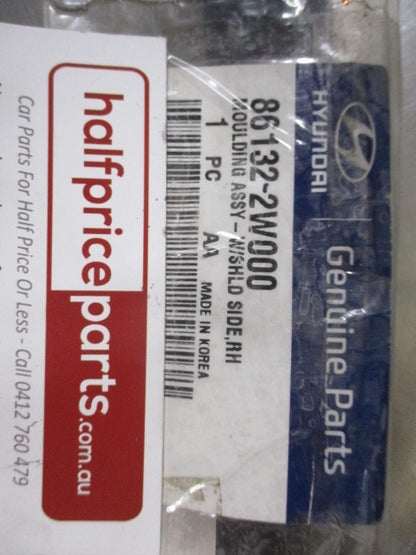 halfpriceparts.com.au
Car Parts For Half Price Or Less - Call 0412 760 479
HYUNDAI
Genuine Parts
86132-2W000
MOULDING ASSY-W/SHLD SIDE,RH
1 PC AA MADE IN KOREA